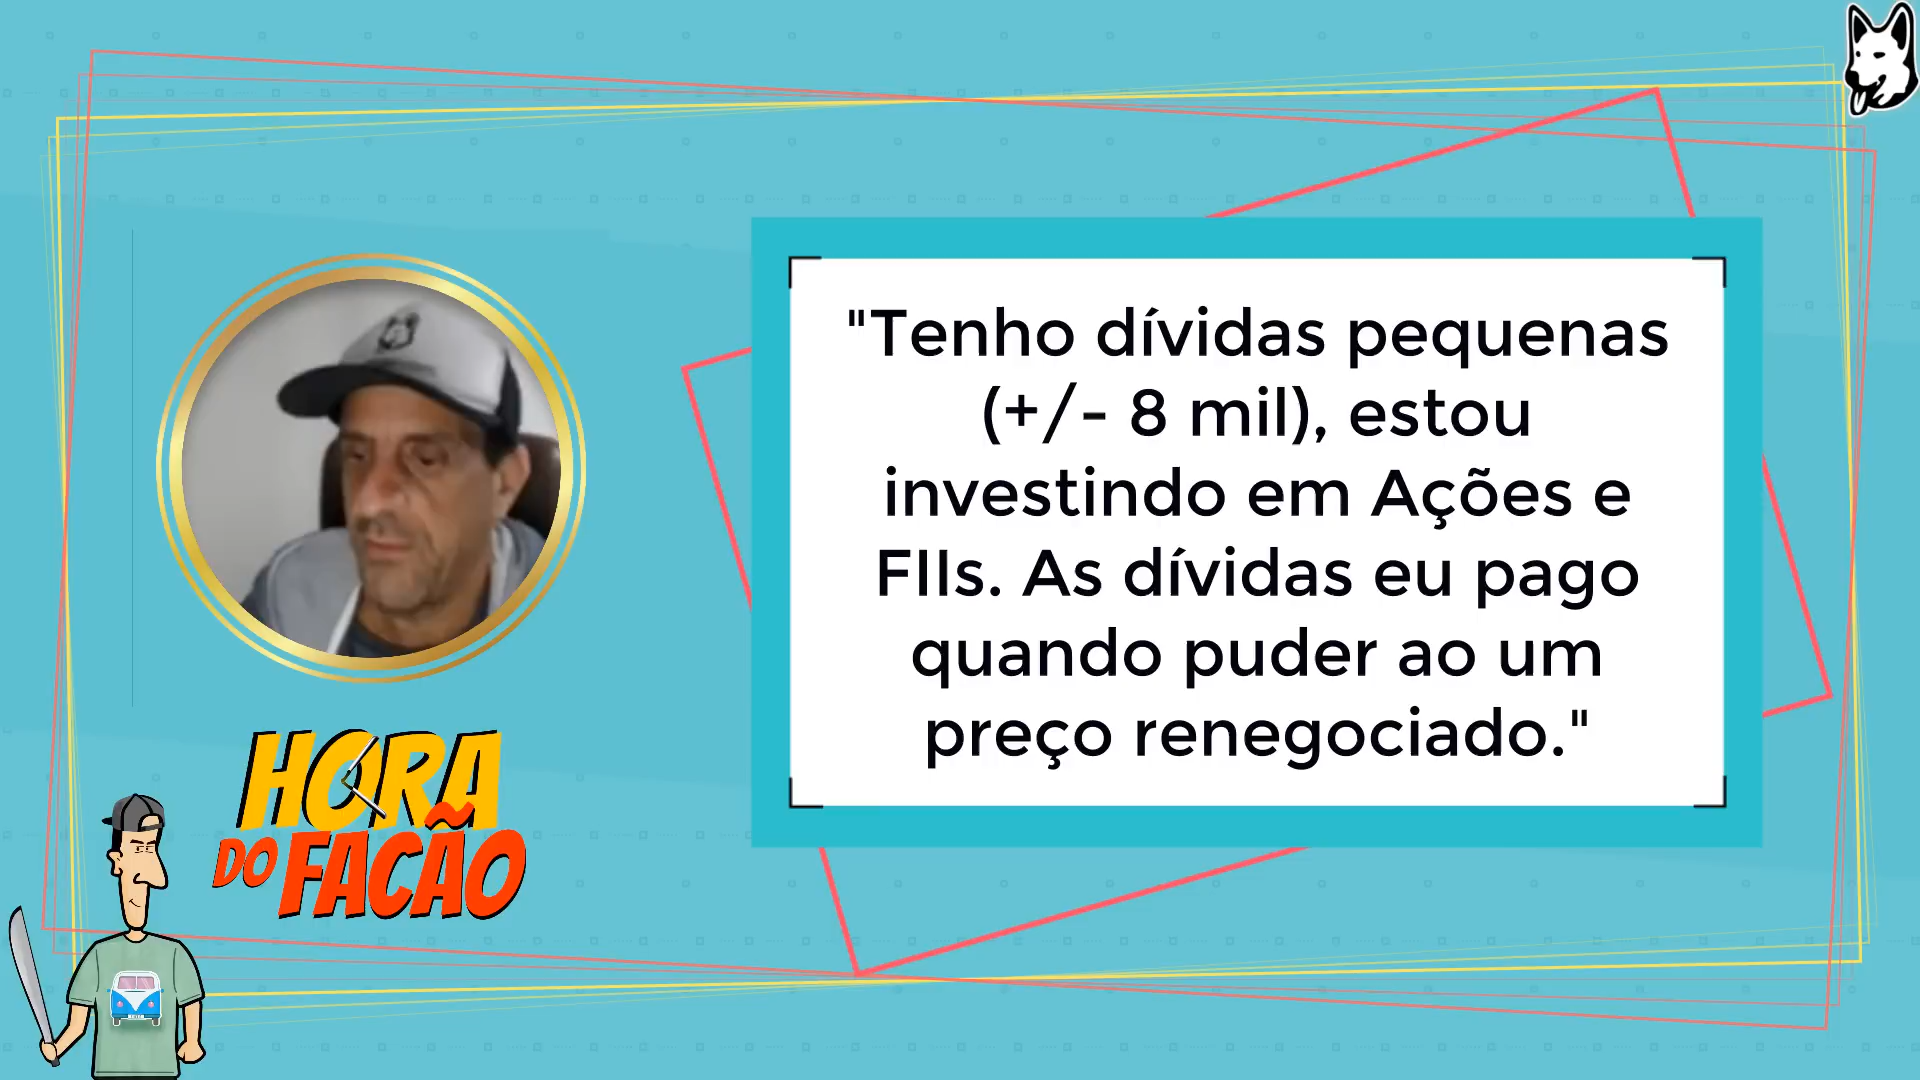 "Tenho dívidas pequenas
(+/- 8 mil), estou
investindo em Ações e
FIIs. As dívidas eu pago
quando puder ao um
preço renegociado."
HORA
DO FACÃO